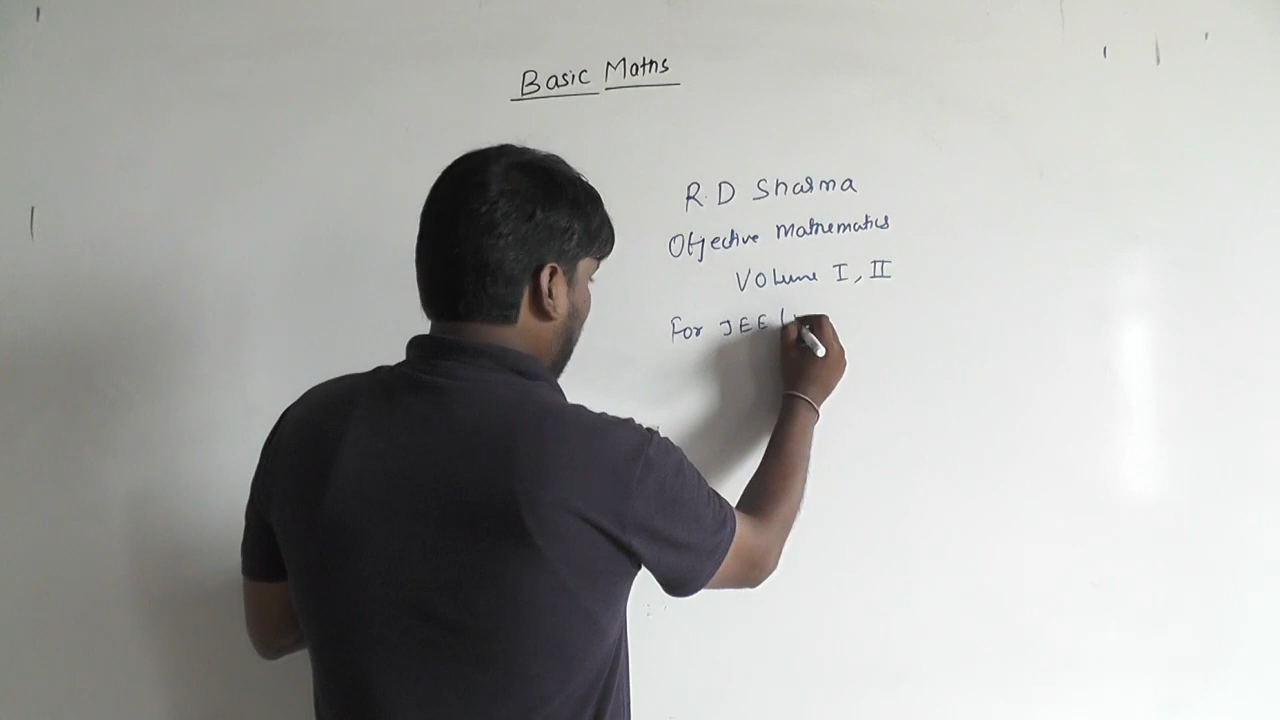 Basic Maths
R.D Sharma
Objective Mathematics
Volume I, II
For JEE (